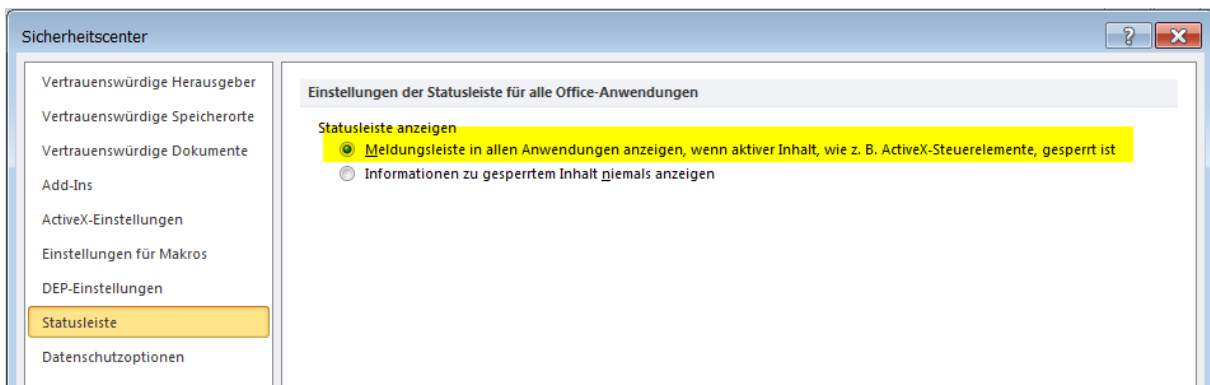 Sicherheitscenter
Vertrauenswürdige Herausgeber
Vertrauenswürdige Speicherorte
Vertrauenswürdige Dokumente
Add-Ins
ActiveX-Einstellungen
Einstellungen für Makros
DEP-Einstellungen
Statusleiste
Datenschutzoptionen
Einstellungen der Statusleiste für alle Office-Anwendungen
Statusleiste anzeigen
Meldungsleiste in allen Anwendungen anzeigen, wenn aktiver Inhalt, wie z. B. ActiveX-Steuerelemente, gesperrt ist
Informationen zu gesperrtem Inhalt niemals anzeigen